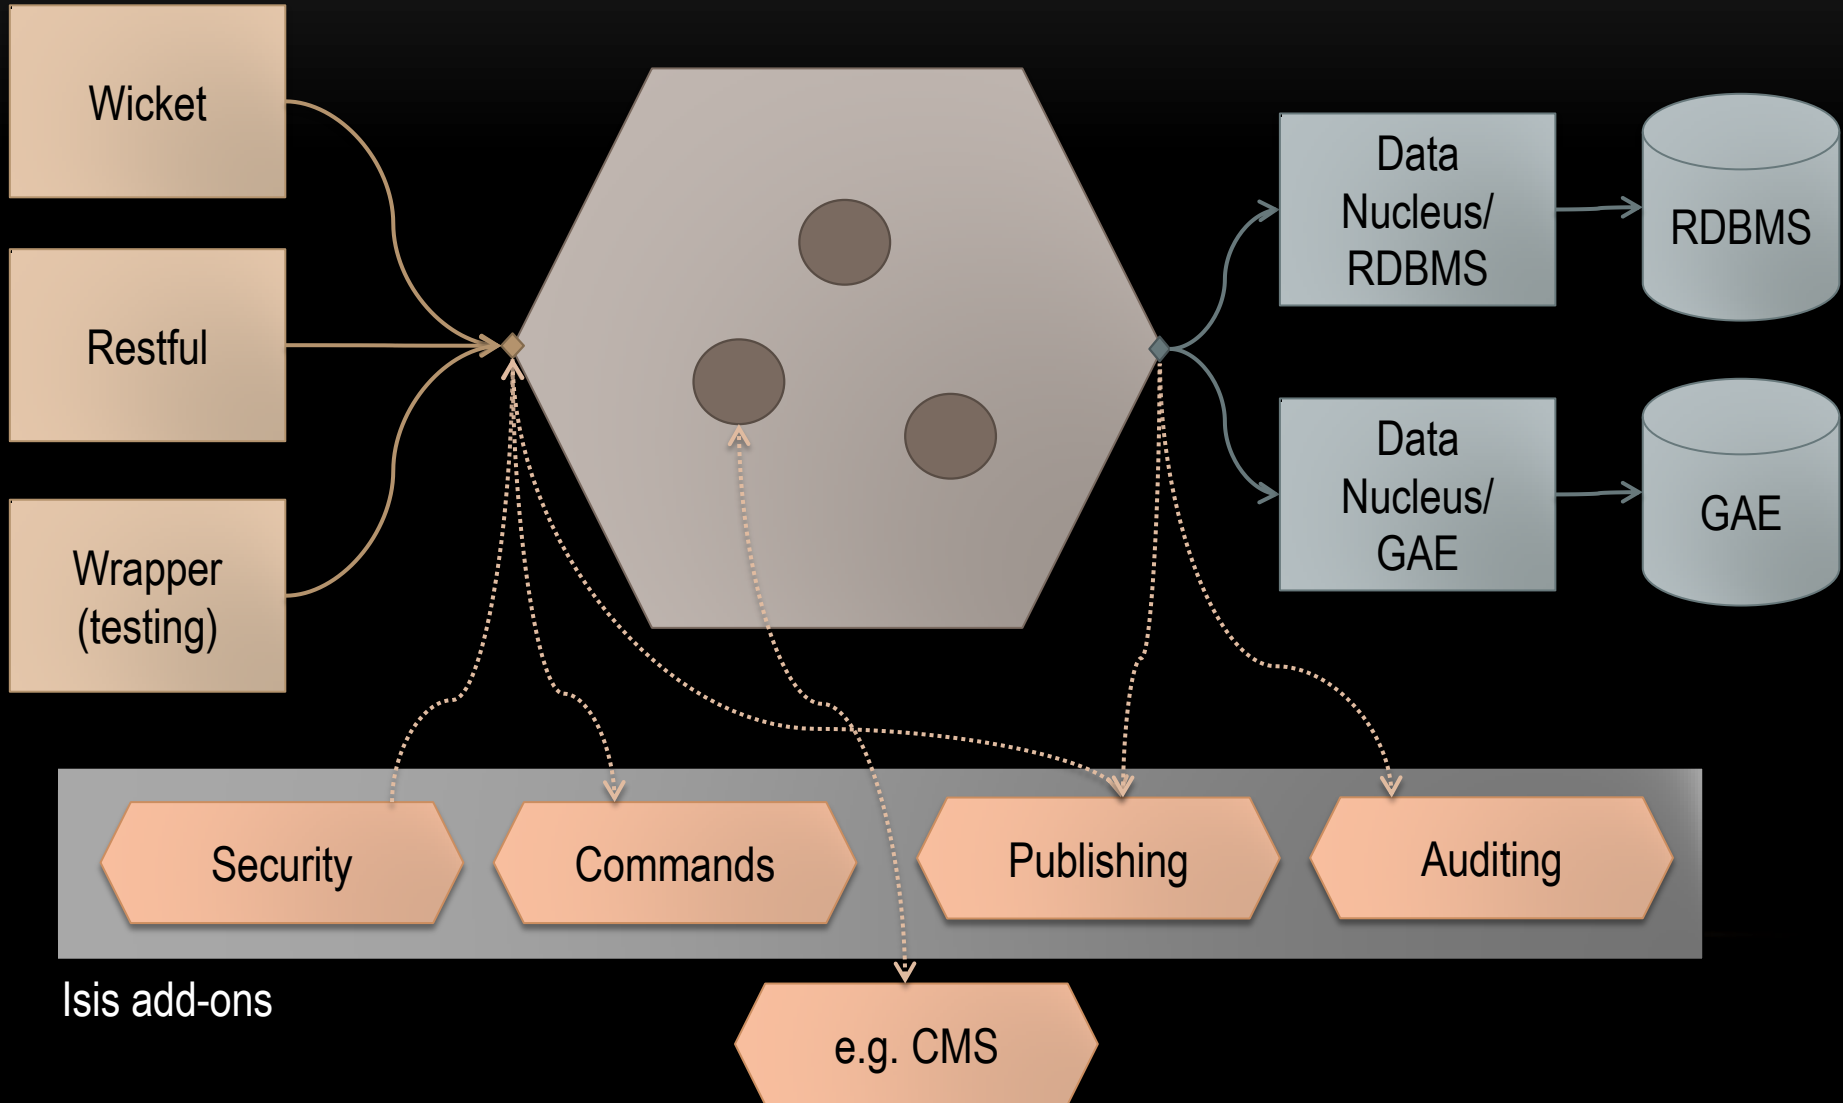 Wicket
Restful
Wrapper
(testing)
Data
Nucleus/
RDBMS
RDBMS
Data
Nucleus/
GAE
GAE
Security
Commands
Publishing
Auditing
Isis add-ons
e.g. CMS